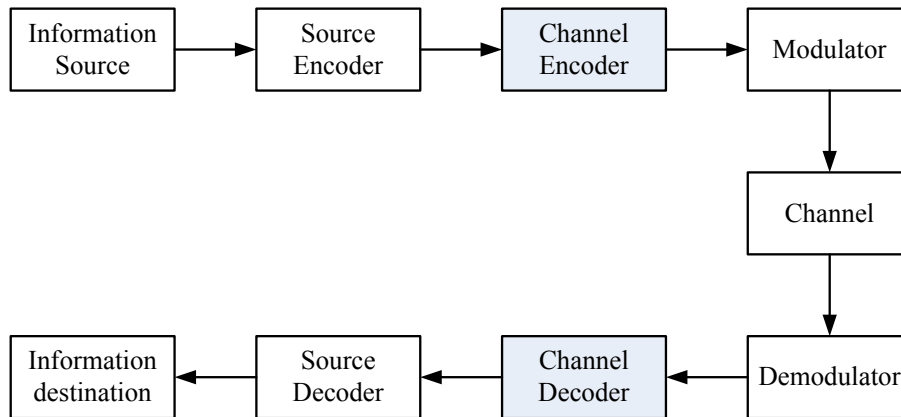 Information
Source
Source
Encoder
Channel
Encoder
Modulator
Channel
Information
destination
Source
Decoder
Channel
Decoder
Demodulator